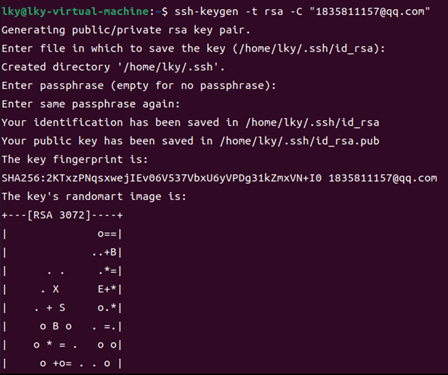 lky@lky-virtual-machine:~$ ssh-keygen -t rsa -C "1835811157@qq.com"
Generating public/private rsa key pair.
Enter file in which to save the key (/home/lky/.ssh/id_rsa):
Created directory '/home/lky/.ssh'.
Enter passphrase (empty for no passphrase):
Enter same passphrase again:
Your identification has been saved in /home/lky/.ssh/id_rsa
Your public key has been saved in /home/lky/.ssh/id_rsa.pub
The key fingerprint is:
SHA256:2KTxzPNqsxwejIEv06V537VbxU6yVPDg31kZmxVN+I0 1835811157@qq.com
The key's randomart image is:
+---[RSA 3072]----+
|              o==|
|             ..+B|
|      . .     .*=|
|     . X      E+*|
|    . + S     o.*|
|     o B o   . =.|
|    o * = .   o o|
|     o +o= . . o |